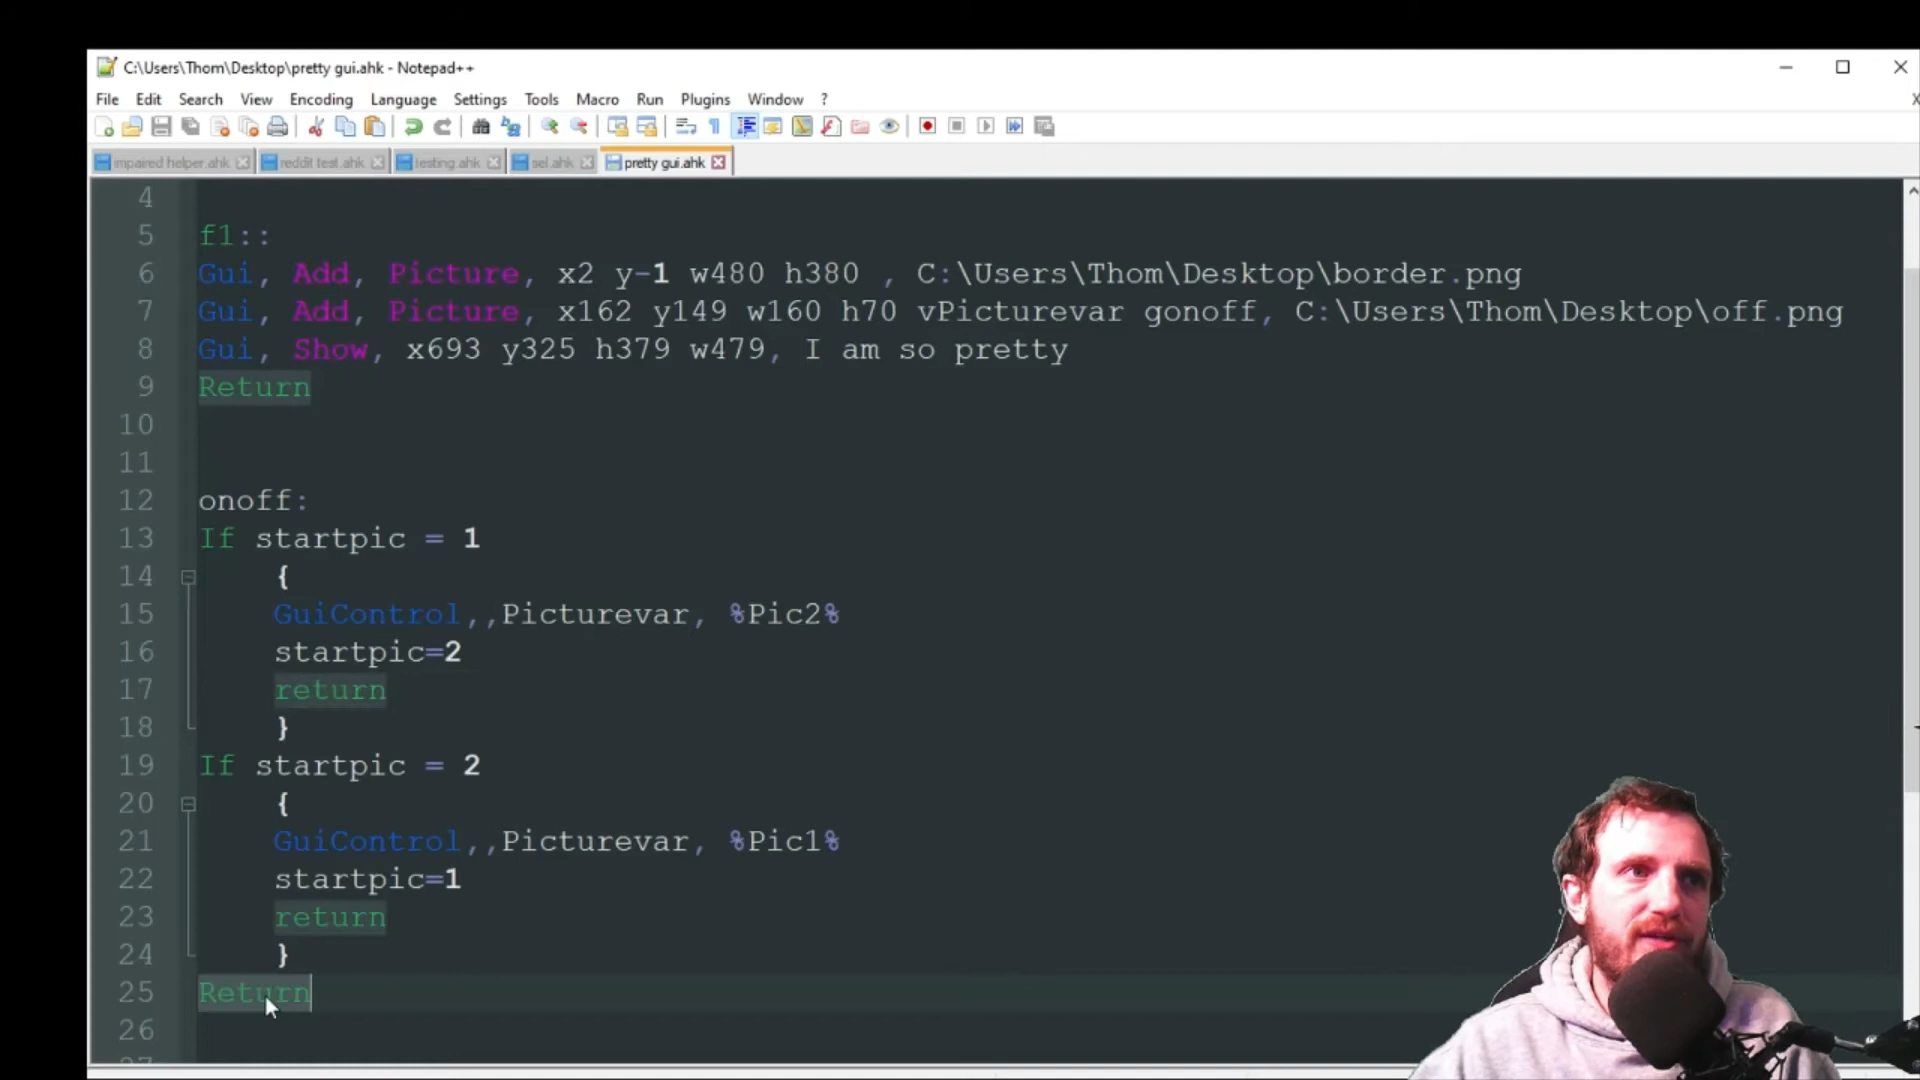 C:\Users\Thom\Desktop\pretty gui.ahk - Notepad++
File Edit Search View Encoding Language Settings Tools Macro Run Plugins Window ?
impaired helper.ahk reddit test.ahk testing.ahk sel.ahk pretty gui.ahk
4
5 f1::
6 Gui, Add, Picture, x2 y-1 w480 h380 , C:\Users\Thom\Desktop\border.png
7 Gui, Add, Picture, x162 y149 w160 h70 vPicturevar gonoff, C:\Users\Thom\Desktop\off.png
8 Gui, Show, x693 y325 h379 w479, I am so pretty
9 Return
10
11
12 onoff:
13 If startpic = 1
14 {
15 GuiControl,,Picturevar, %Pic2%
16 startpic=2
17 return
18 }
19 If startpic = 2
20 {
21 GuiControl,,Picturevar, %Pic1%
22 startpic=1
23 return
24 }
25 Return
26